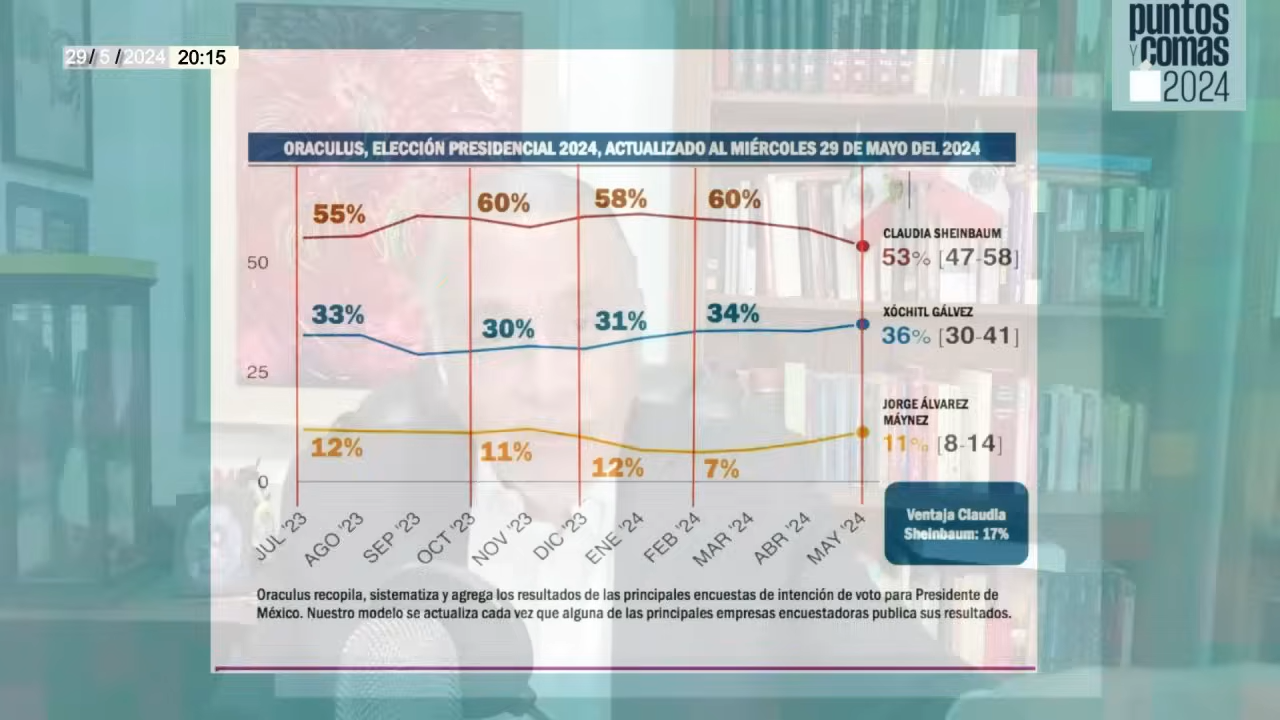 29/5/2024 20:15
puntos
y comas
2024
ORACULUS, ELECCIÓN PRESIDENCIAL 2024, ACTUALIZADO AL MIÉRCOLES 29 DE MAYO DEL 2024
55% 60% 58% 60%
CLAUDIA SHEINBAUM
53% [47-58]
50
33% 30% 31% 34%
XÓCHITL GÁLVEZ
36% [30-41]
25
JORGE ÁLVAREZ
MÁYNEZ
11% [8-14]
12% 11% 12% 7%
0
JUL '23 AGO '23 SEP '23 OCT '23 NOV '23 DIC '23 ENE '24 FEB '24 MAR '24 ABR '24 MAY '24
Ventaja Claudia
Sheinbaum: 17%
Oraculus recopila, sistematiza y agrega los resultados de las principales encuestas de intención de voto para Presidente de
México. Nuestro modelo se actualiza cada vez que alguna de las principales empresas encuestadoras publica sus resultados.